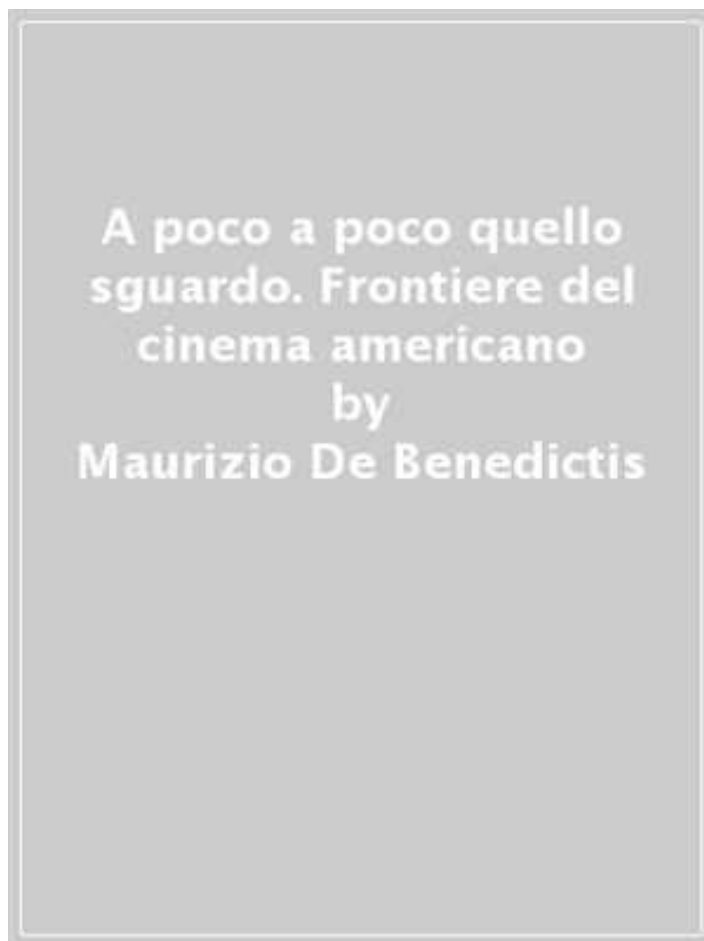 A poco a poco quello
sguardo. Frontiere del
cinema americano
by
Maurizio De Benedictis